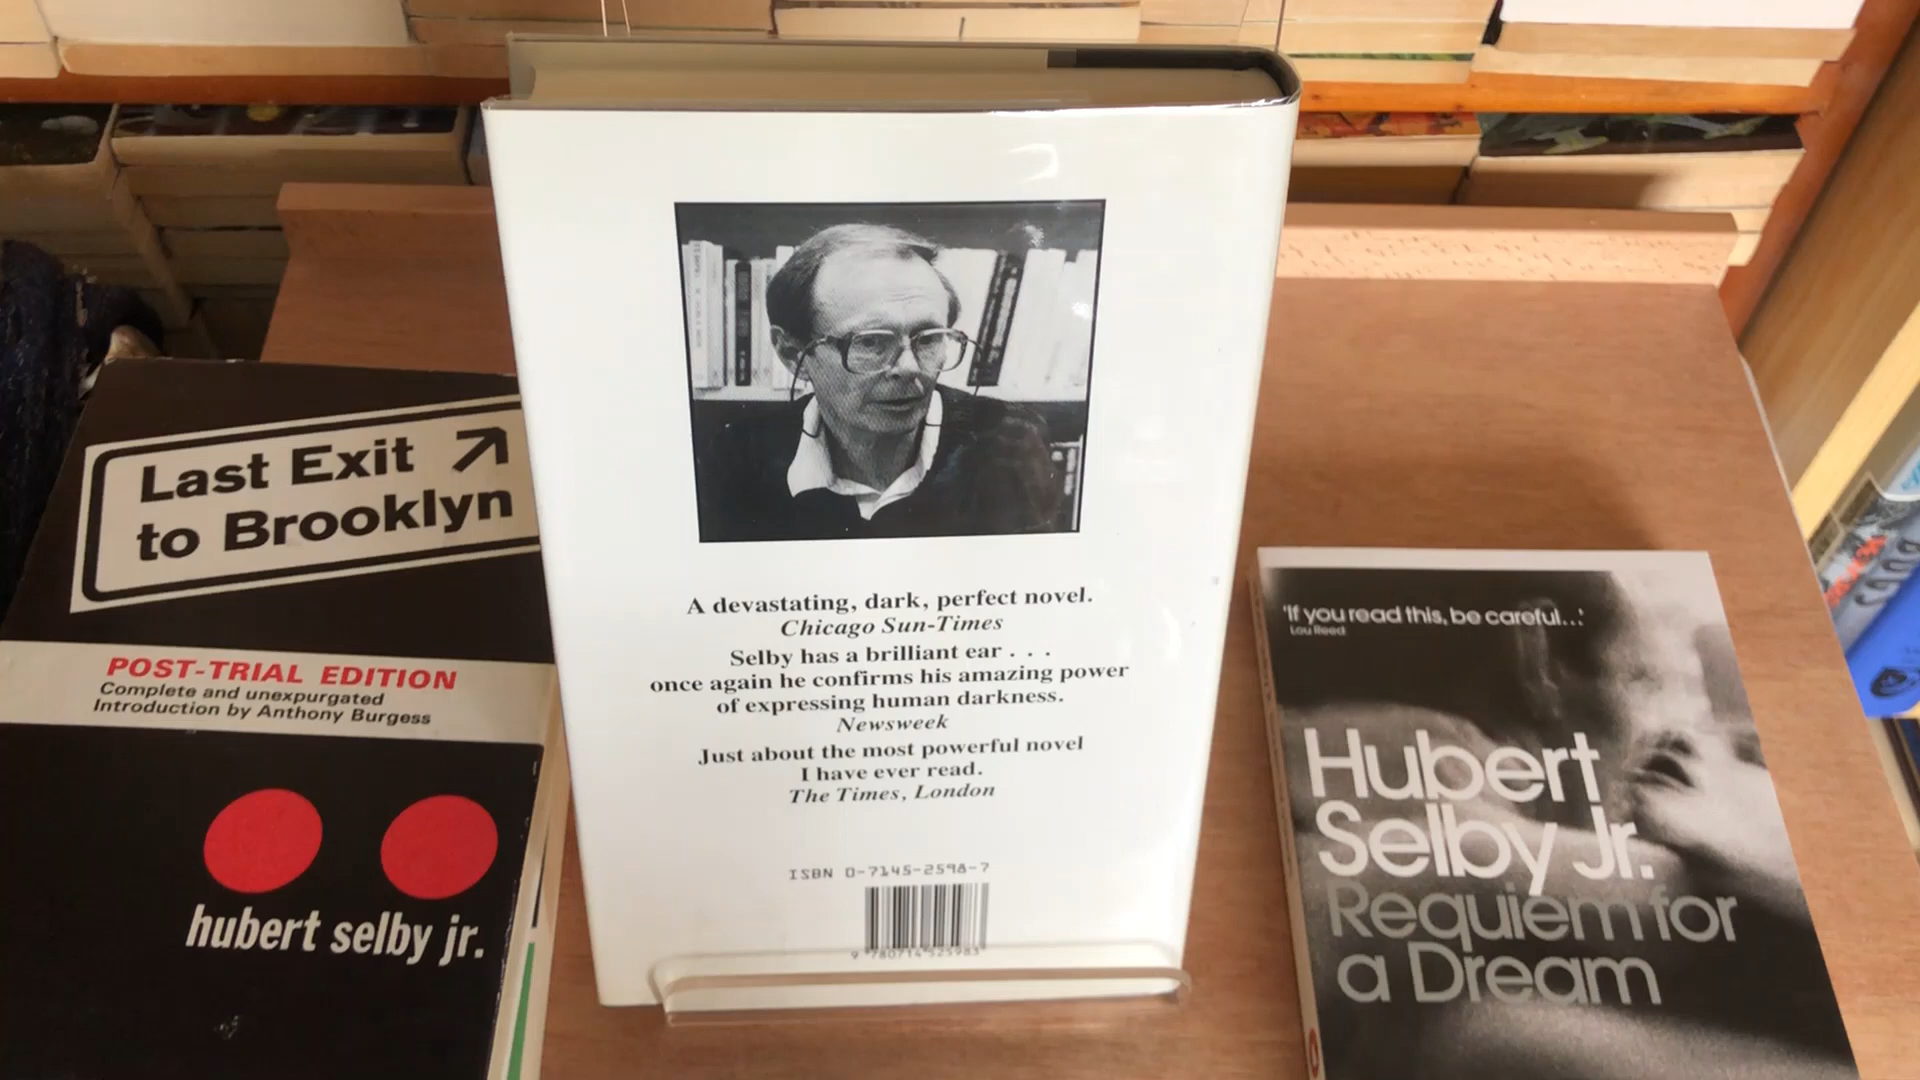 Last Exit ↗
to Brooklyn
POST-TRIAL EDITION
Complete and unexpurgated
Introduction by Anthony Burgess
hubert selby jr.
A devastating, dark, perfect novel.
Chicago Sun-Times
Selby has a brilliant ear . . .
once again he confirms his amazing power
of expressing human darkness.
Newsweek
Just about the most powerful novel
I have ever read.
The Times, London
ISBN 0-7145-2598-7
9 780714 525983
'If you read this, be careful...'
Lou Reed
Hubert
Selby Jr.
Requiem for
a Dream